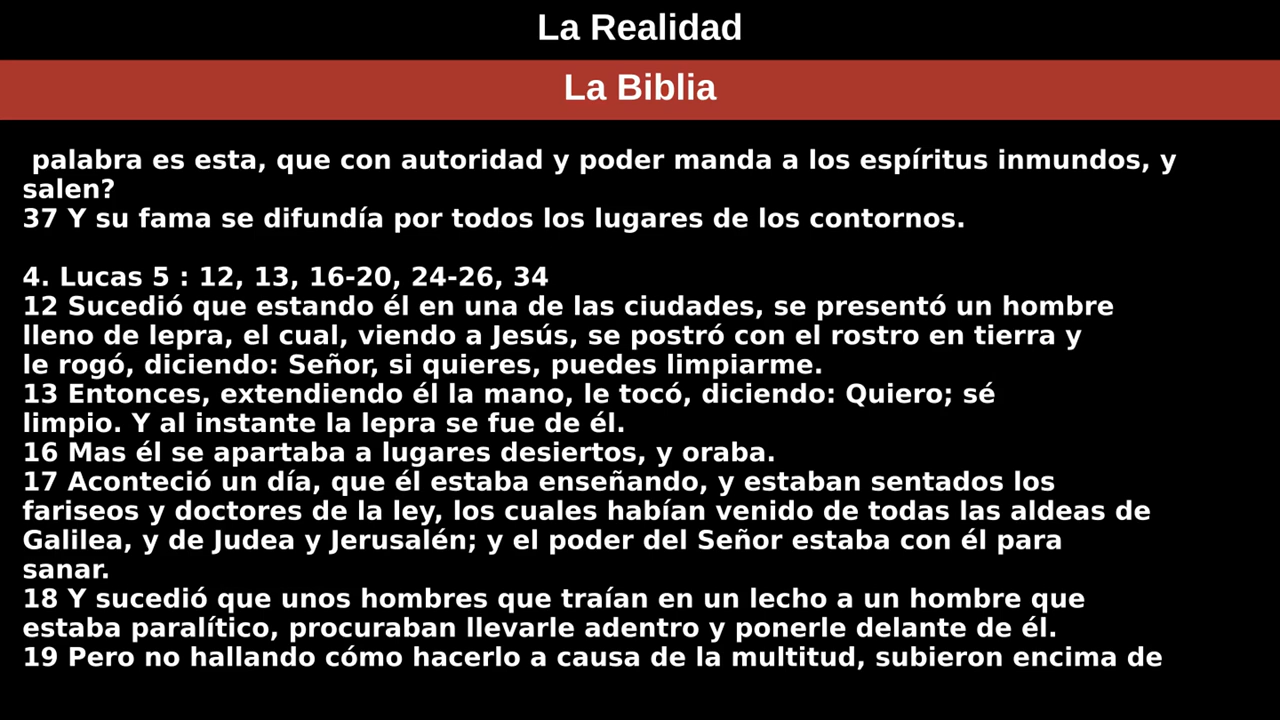 La Realidad
La Biblia
palabra es esta, que con autoridad y poder manda a los espíritus inmundos, y
salen?
37 Y su fama se difundía por todos los lugares de los contornos.
4. Lucas 5 : 12, 13, 16-20, 24-26, 34
12 Sucedió que estando él en una de las ciudades, se presentó un hombre
lleno de lepra, el cual, viendo a Jesús, se postró con el rostro en tierra y
le rogó, diciendo: Señor, si quieres, puedes limpiarme.
13 Entonces, extendiendo él la mano, le tocó, diciendo: Quiero; sé
limpio. Y al instante la lepra se fue de él.
16 Mas él se apartaba a lugares desiertos, y oraba.
17 Aconteció un día, que él estaba enseñando, y estaban sentados los
fariseos y doctores de la ley, los cuales habían venido de todas las aldeas de
Galilea, y de Judea y Jerusalén; y el poder del Señor estaba con él para
sanar.
18 Y sucedió que unos hombres que traían en un lecho a un hombre que
estaba paralítico, procuraban llevarle adentro y ponerle delante de él.
19 Pero no hallando cómo hacerlo a causa de la multitud, subieron encima de